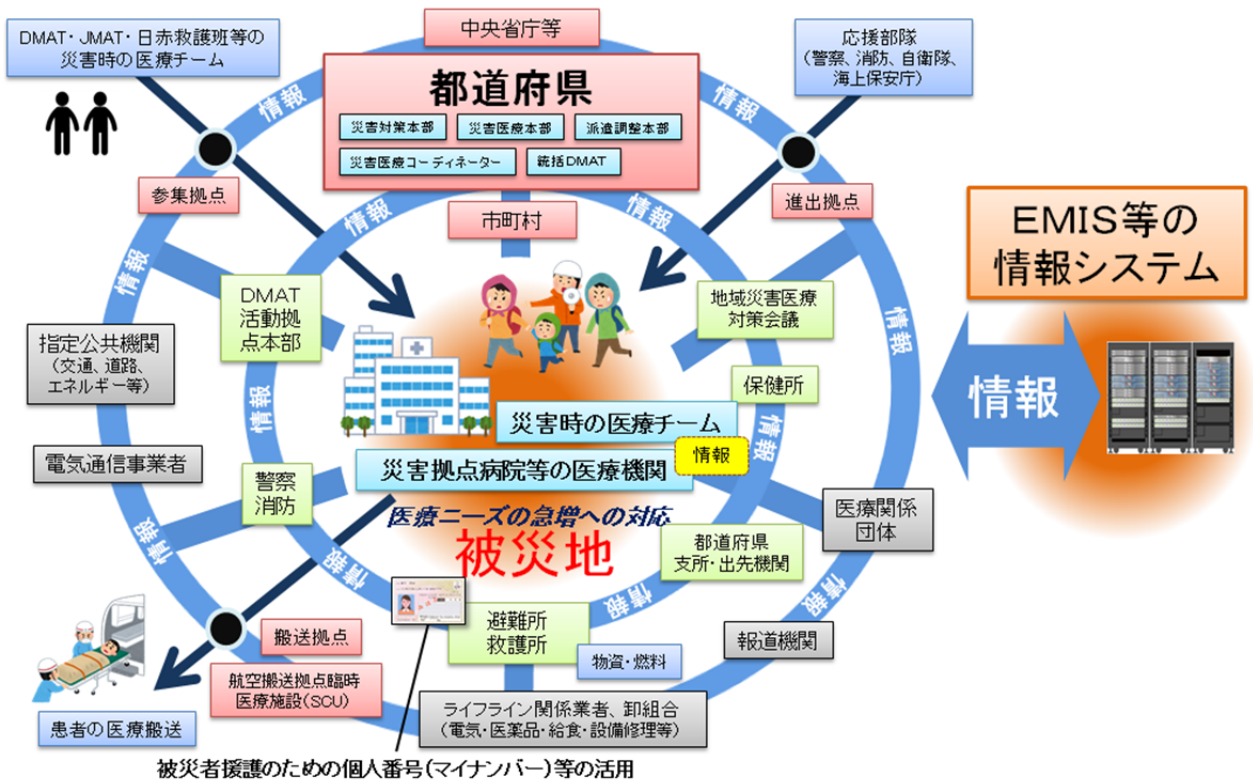 DMAT・JMAT・日赤救護班等の
災害時の医療チーム
中央省庁等
応援部隊
(警察、消防、自衛隊、
海上保安庁)
都道府県
災害対策本部
災害医療本部
派遣調整本部
災害医療コーディネーター
統括DMAT
情報
情報
参集拠点
情報
市町村
情報
進出拠点
EMIS等の
情報システム
情報
DMAT
活動拠
点本部
地域災害医療
対策会議
情報
指定公共機関
(交通、道路、
エネルギー等)
情報
保健所
情報
災害時の医療チーム
情報
情報
電気通信事業者
警察
消防
災害拠点病院等の医療機関
医療関係
団体
医療ニーズの急増への対応
被災地
情報
情報
都道府県
支所・出先機関
情報
情報
避難所
救護所
搬送拠点
報道機関
物資・燃料
航空搬送拠点臨時
医療施設(SCU)
患者の医療搬送
ライフライン関係業者、卸組合
(電気・医薬品・給食・設備修理等)
被災者援護のための個人番号(マイナンバー)等の活用